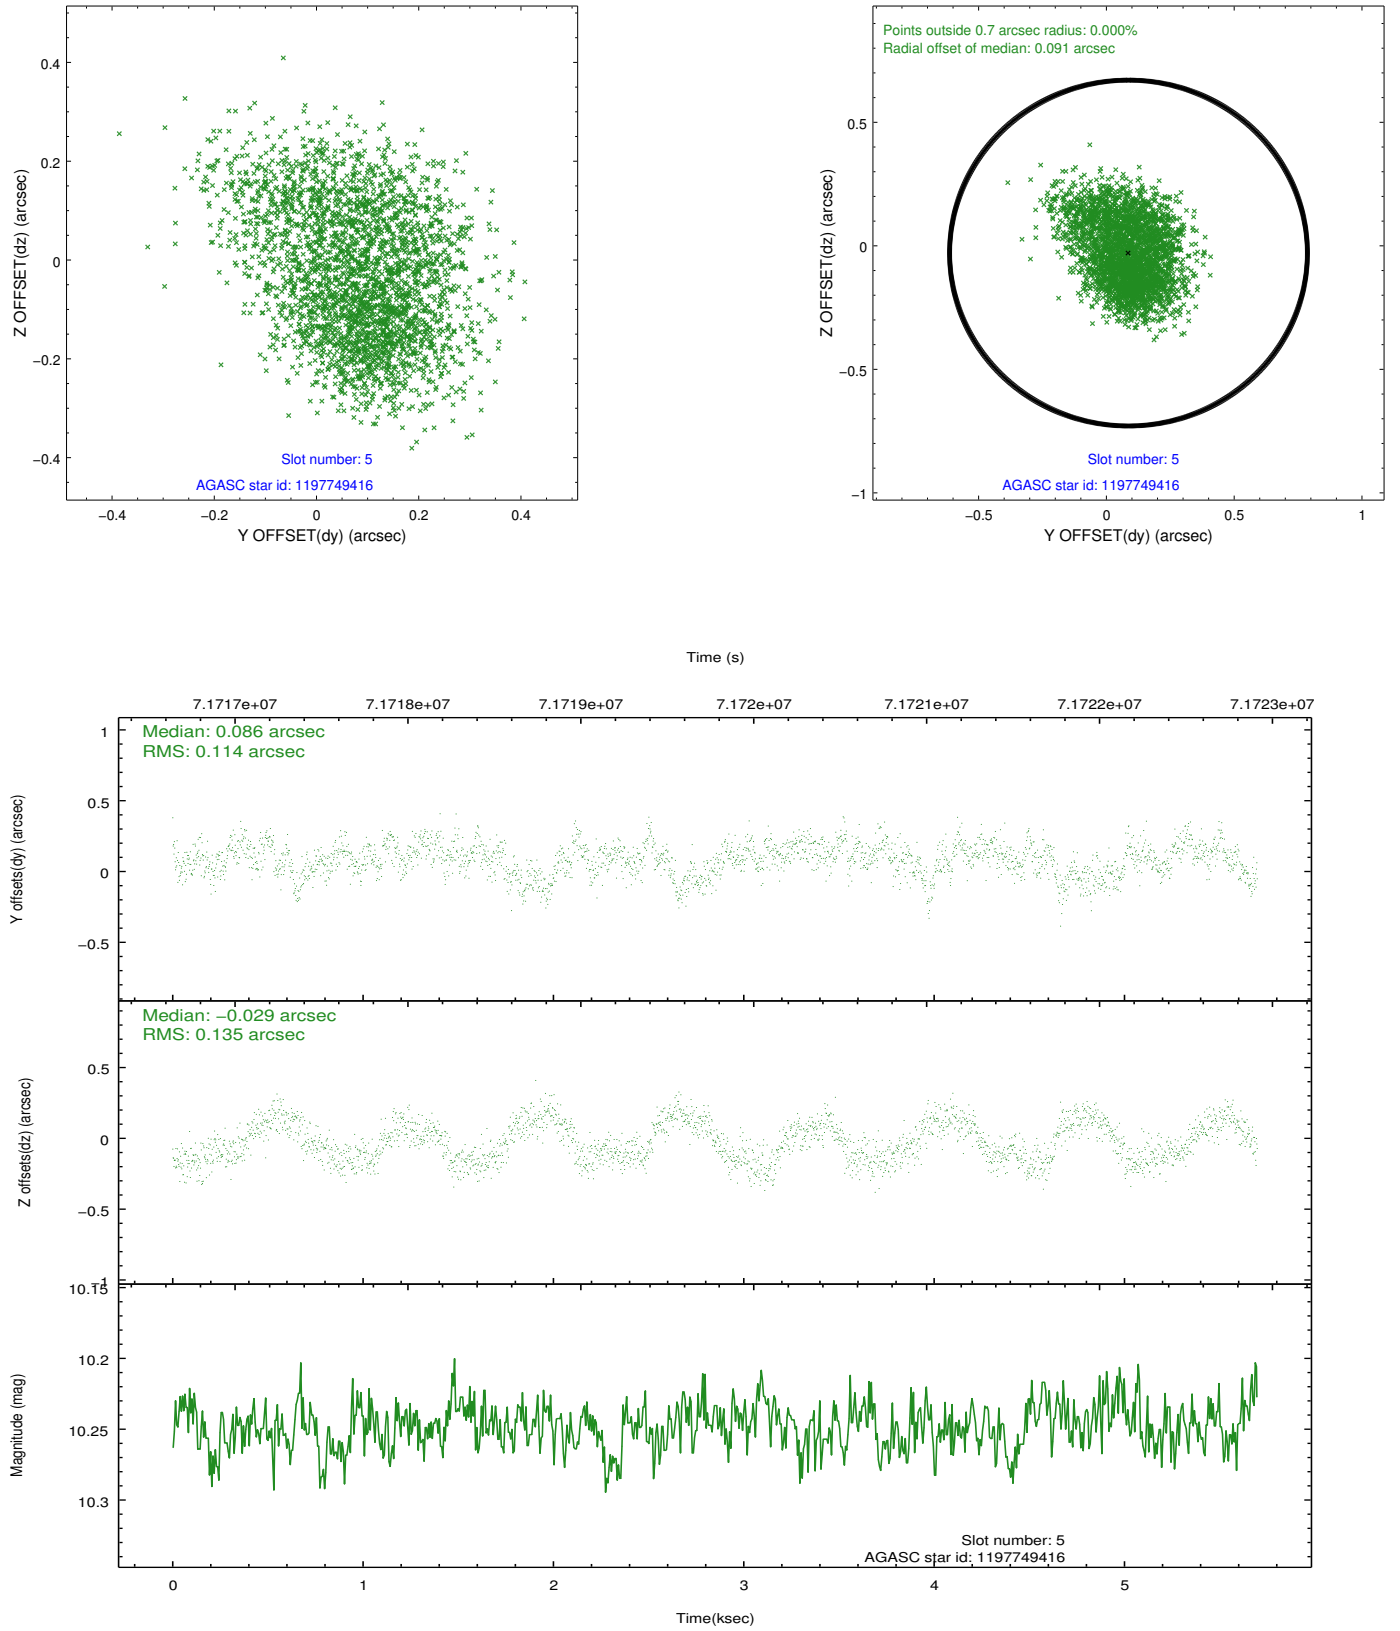 0.4
0.2
0
−0.2
−0.4
Z OFFSET(dz) (arcsec)
Slot number: 5
AGASC star id: 1197749416
−0.4 −0.2 0 0.2 0.4
Y OFFSET(dy) (arcsec)
Points outside 0.7 arcsec radius: 0.000%
Radial offset of median: 0.091 arcsec
0.5
0
−0.5
−1
Z OFFSET(dz) (arcsec)
Slot number: 5
AGASC star id: 1197749416
−0.5 0 0.5 1
Y OFFSET(dy) (arcsec)
Time (s)
7.1717e+07 7.1718e+07 7.1719e+07 7.172e+07 7.1721e+07 7.1722e+07 7.1723e+07
Median: 0.086 arcsec
RMS: 0.114 arcsec
1
0.5
0
−0.5
Y offsets(dy) (arcsec)
Median: −0.029 arcsec
RMS: 0.135 arcsec
0.5
0
−0.5
−1
Z offsets(dz) (arcsec)
10.15
10.2
10.25
10.3
Magnitude (mag)
Slot number: 5
AGASC star id: 1197749416
0 1 2 3 4 5
Time(ksec)